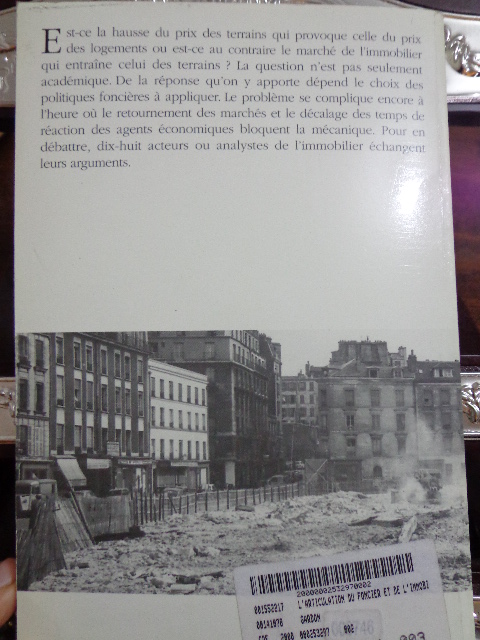 Est-ce la hausse du prix des terrains qui provoque celle du prix
des logements ou est-ce au contraire le marché de l'immobilier
qui entraîne celui des terrains ? La question n'est pas seulement
académique. De la réponse qu'on y apporte dépend le choix des
politiques foncières à appliquer. Le problème se complique encore à
l'heure où le retournement des marchés et le décalage des temps de
réaction des agents économiques bloquent la mécanique. Pour en
débattre, dix-huit acteurs ou analystes de l'immobilier échangent
leurs arguments.
20000002532970002
001552817 L'ARTICULATION DU FONCIER ET DE L'IMMOBI
00141978 GARDON